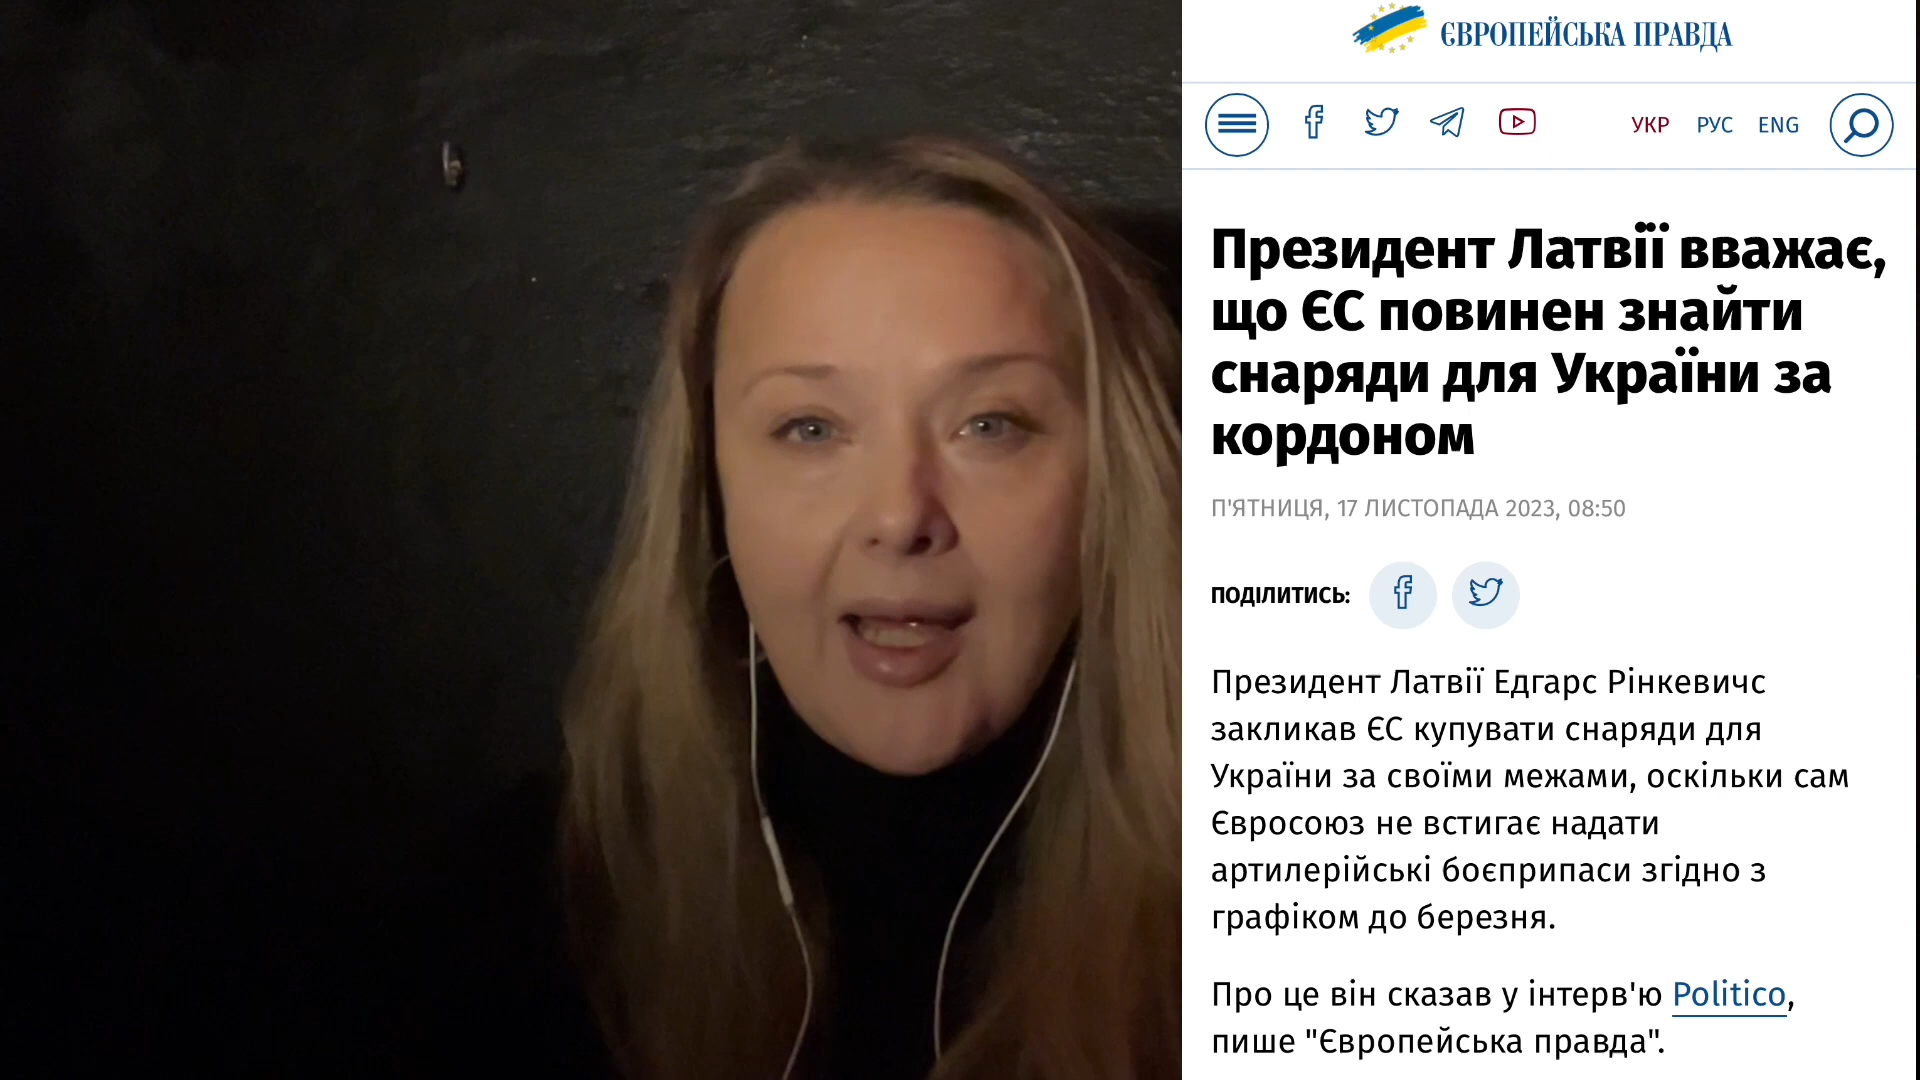 ЄВРОПЕЙСЬКА ПРАВДА
УКР РУС ENG
Президент Латвії вважає,
що ЄС повинен знайти
снаряди для України за
кордоном
П'ЯТНИЦЯ, 17 ЛИСТОПАДА 2023, 08:50
ПОДІЛИТИСЬ:
Президент Латвії Едгарс Рінкевичс
закликав ЄС купувати снаряди для
України за своїми межами, оскільки сам
Євросоюз не встигає надати
артилерійські боєприпаси згідно з
графіком до березня.
Про це він сказав у інтерв'ю Politico,
пише "Європейська правда".